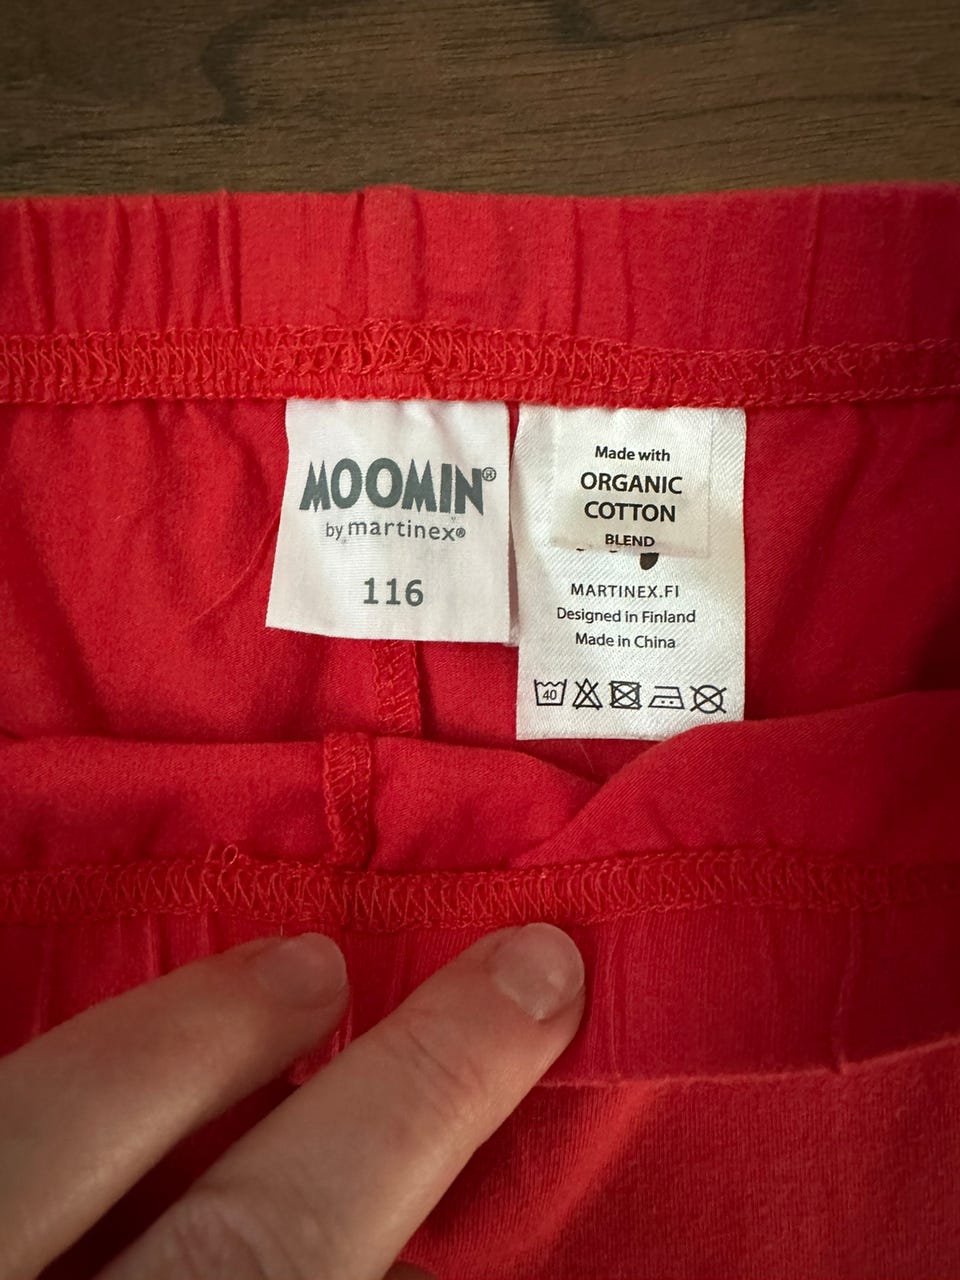 MOOMIN®
by martinex®
116
Made with
ORGANIC
COTTON
BLEND
MARTINEX.FI
Designed in Finland
Made in China
40